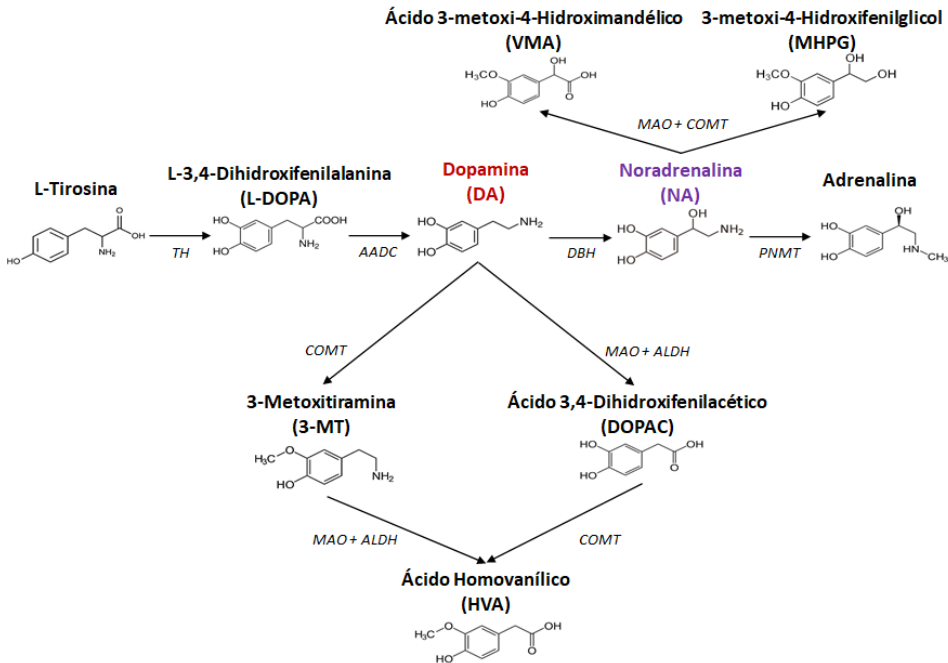 Ácido 3-metoxi-4-Hidroximandélico
(VMA)
3-metoxi-4-Hidroxifenilglicol
(MHPG)
OH
H₃C
O
OH
HO
O
OH
H₃C
O
OH
HO
MAO + COMT
L-Tirosina
L-3,4-Dihidroxifenilalanina
(L-DOPA)
Dopamina
(DA)
Noradrenalina
(NA)
Adrenalina
O
OH
NH₂
HO
TH
HO
COOH
HO
NH₂
AADC
HO
NH₂
HO
DBH
OH
HO
NH₂
HO
PNMT
OH
HO
HO
HN
CH₃
COMT
MAO + ALDH
3-Metoxitiramina
(3-MT)
Ácido 3,4-Dihidroxifenilacético
(DOPAC)
O
H₃C
HO
NH₂
HO
OH
HO
O
MAO + ALDH
COMT
Ácido Homovanílico
(HVA)
O
H₃C
OH
HO
O